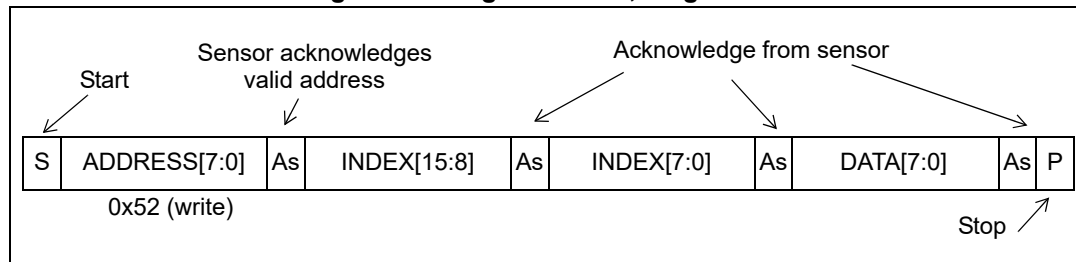 Sensor acknowledges
valid address
Acknowledge from sensor
Start
S ADDRESS[7:0] As INDEX[15:8] As INDEX[7:0] As DATA[7:0] As P
0x52 (write)
Stop